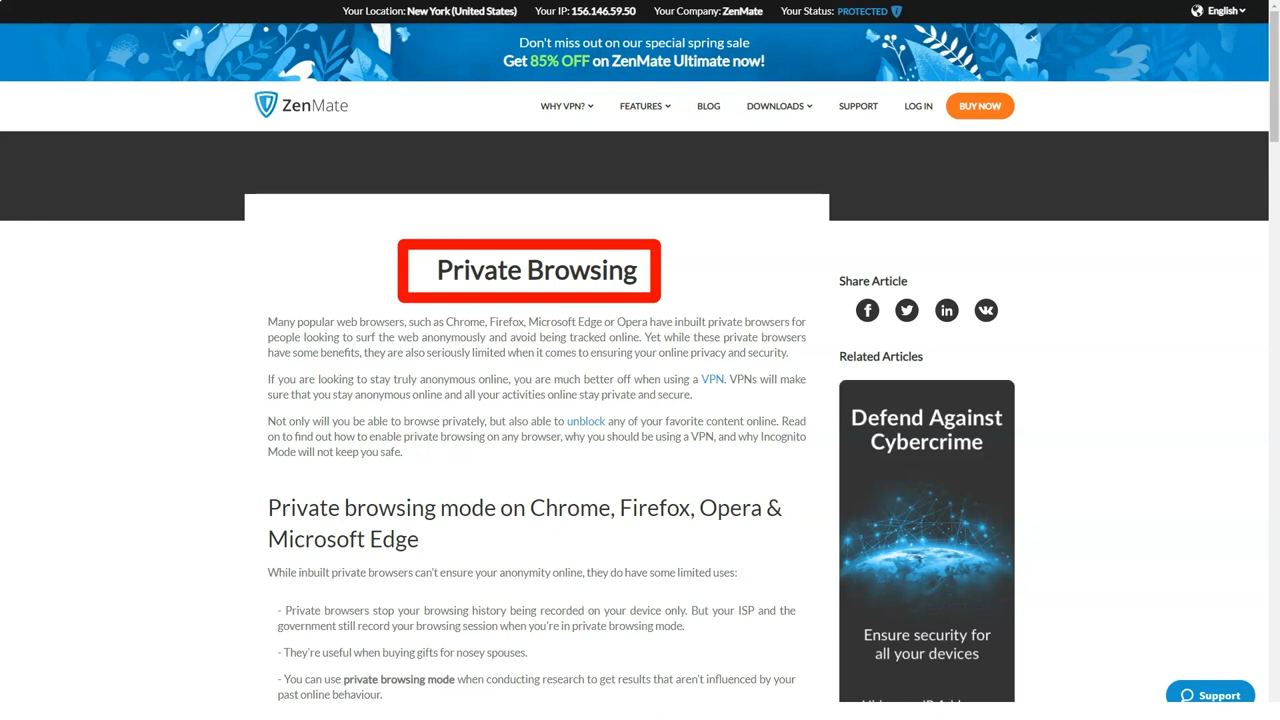 Your Location: New York (United States) Your IP: 156.146.59.50 Your Company: ZenMate Your Status: PROTECTED English
Don't miss out on our special spring sale
Get 85% OFF on ZenMate Ultimate now!
ZenMate WHY VPN? FEATURES BLOG DOWNLOADS SUPPORT LOG IN BUY NOW
Private Browsing
Many popular web browsers, such as Chrome, Firefox, Microsoft Edge or Opera have inbuilt private browsers for
people looking to surf the web anonymously and avoid being tracked online. Yet while these private browsers
have some benefits, they are also seriously limited when it comes to ensuring your online privacy and security.
If you are looking to stay truly anonymous online, you are much better off when using a VPN. VPNs will make
sure that you stay anonymous online and all your activities online stay private and secure.
Not only will you be able to browse privately, but also able to unblock any of your favorite content online. Read
on to find out how to enable private browsing on any browser, why you should be using a VPN, and why Incognito
Mode will not keep you safe.
Private browsing mode on Chrome, Firefox, Opera &
Microsoft Edge
While inbuilt private browsers can't ensure your anonymity online, they do have some limited uses:
- Private browsers stop your browsing history being recorded on your device only. But your ISP and the
government still record your browsing session when you're in private browsing mode.
- They're useful when buying gifts for nosey spouses.
- You can use private browsing mode when conducting research to get results that aren't influenced by your
past online behaviour.
Share Article
Related Articles
Defend Against
Cybercrime
Ensure security for
all your devices
Support